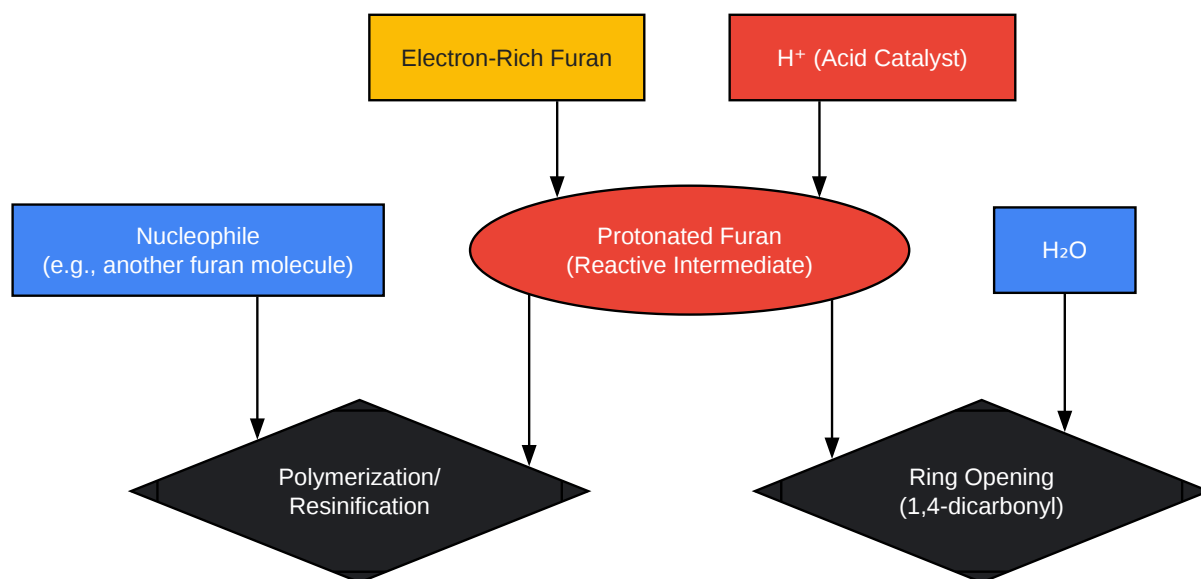 Electron-Rich Furan
H⁺ (Acid Catalyst)
Nucleophile
(e.g., another furan molecule)
Protonated Furan
(Reactive Intermediate)
H₂O
Polymerization/
Resinification
Ring Opening
(1,4-dicarbonyl)